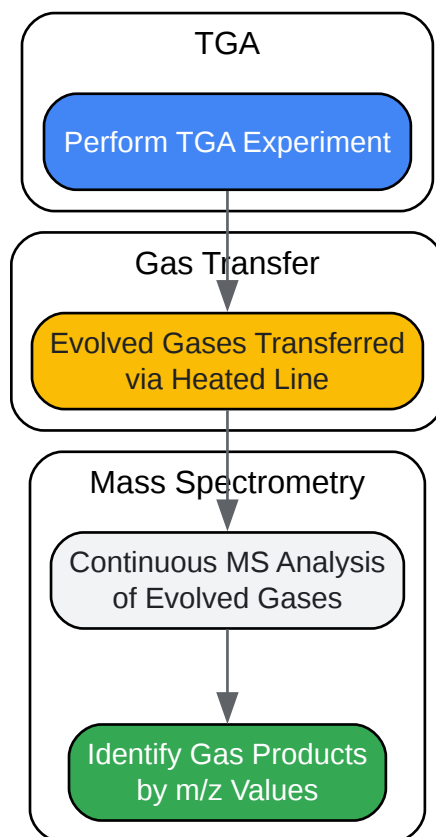 TGA
Perform TGA Experiment
Gas Transfer
Evolved Gases Transferred
via Heated Line
Mass Spectrometry
Continuous MS Analysis
of Evolved Gases
Identify Gas Products
by m/z Values